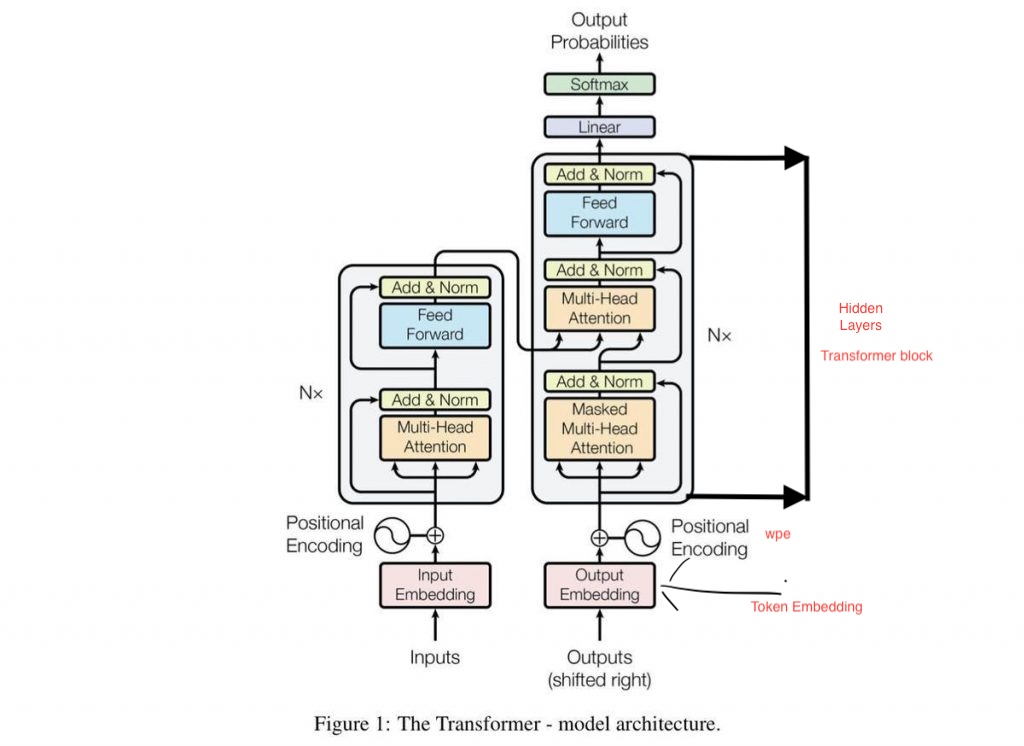 Output
Probabilities
Softmax
Linear
Add & Norm
Feed
Forward
Add & Norm
Multi-Head
Attention
Add & Norm
Masked
Multi-Head
Attention
N×
Add & Norm
Feed
Forward
Add & Norm
Multi-Head
Attention
N×
Hidden
Layers
Transformer block
Positional
Encoding
Positional
Encoding
wpe
Input
Embedding
Output
Embedding
Token Embedding
Inputs
Outputs
(shifted right)
Figure 1: The Transformer - model architecture.